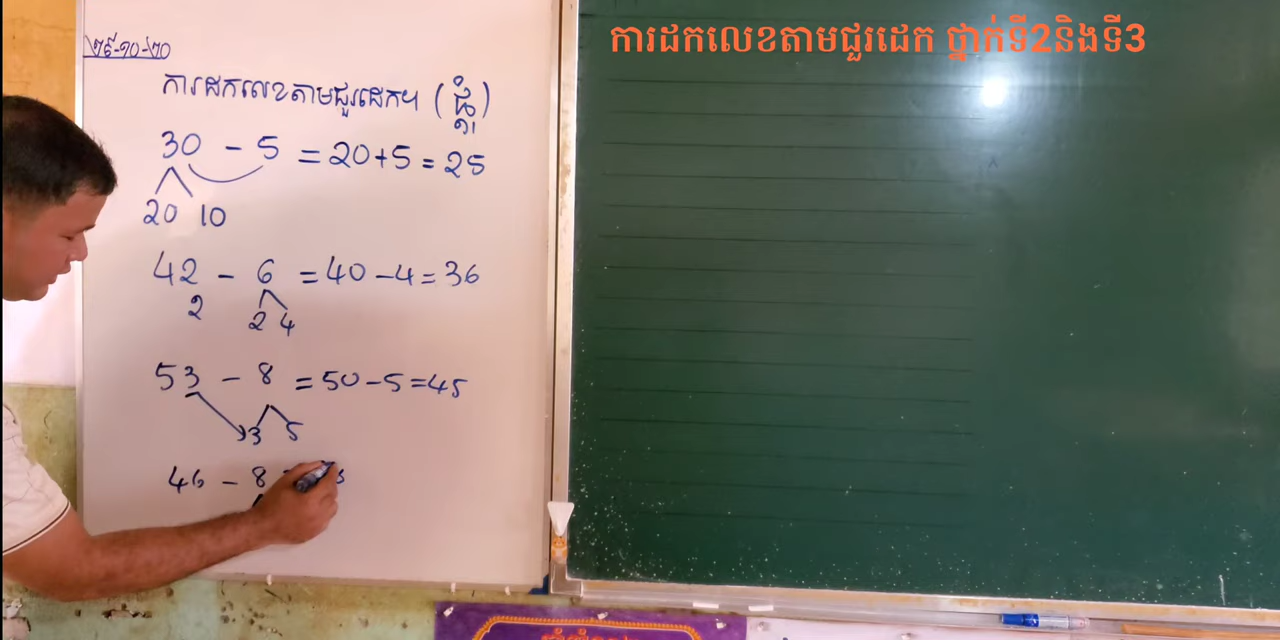 ២៩-១០-២០
ការដកលេខតាមជួរដេក។ (ផ្ដុំ)
30 - 5 = 20+5 = 25
20 10
42 - 6 = 40 -4 = 36
2 2 4
53 - 8 = 50 -5 = 45
3 5
46 - 8
ការដកលេខតាមជួរដេក ថ្នាក់ទី2និងទី3